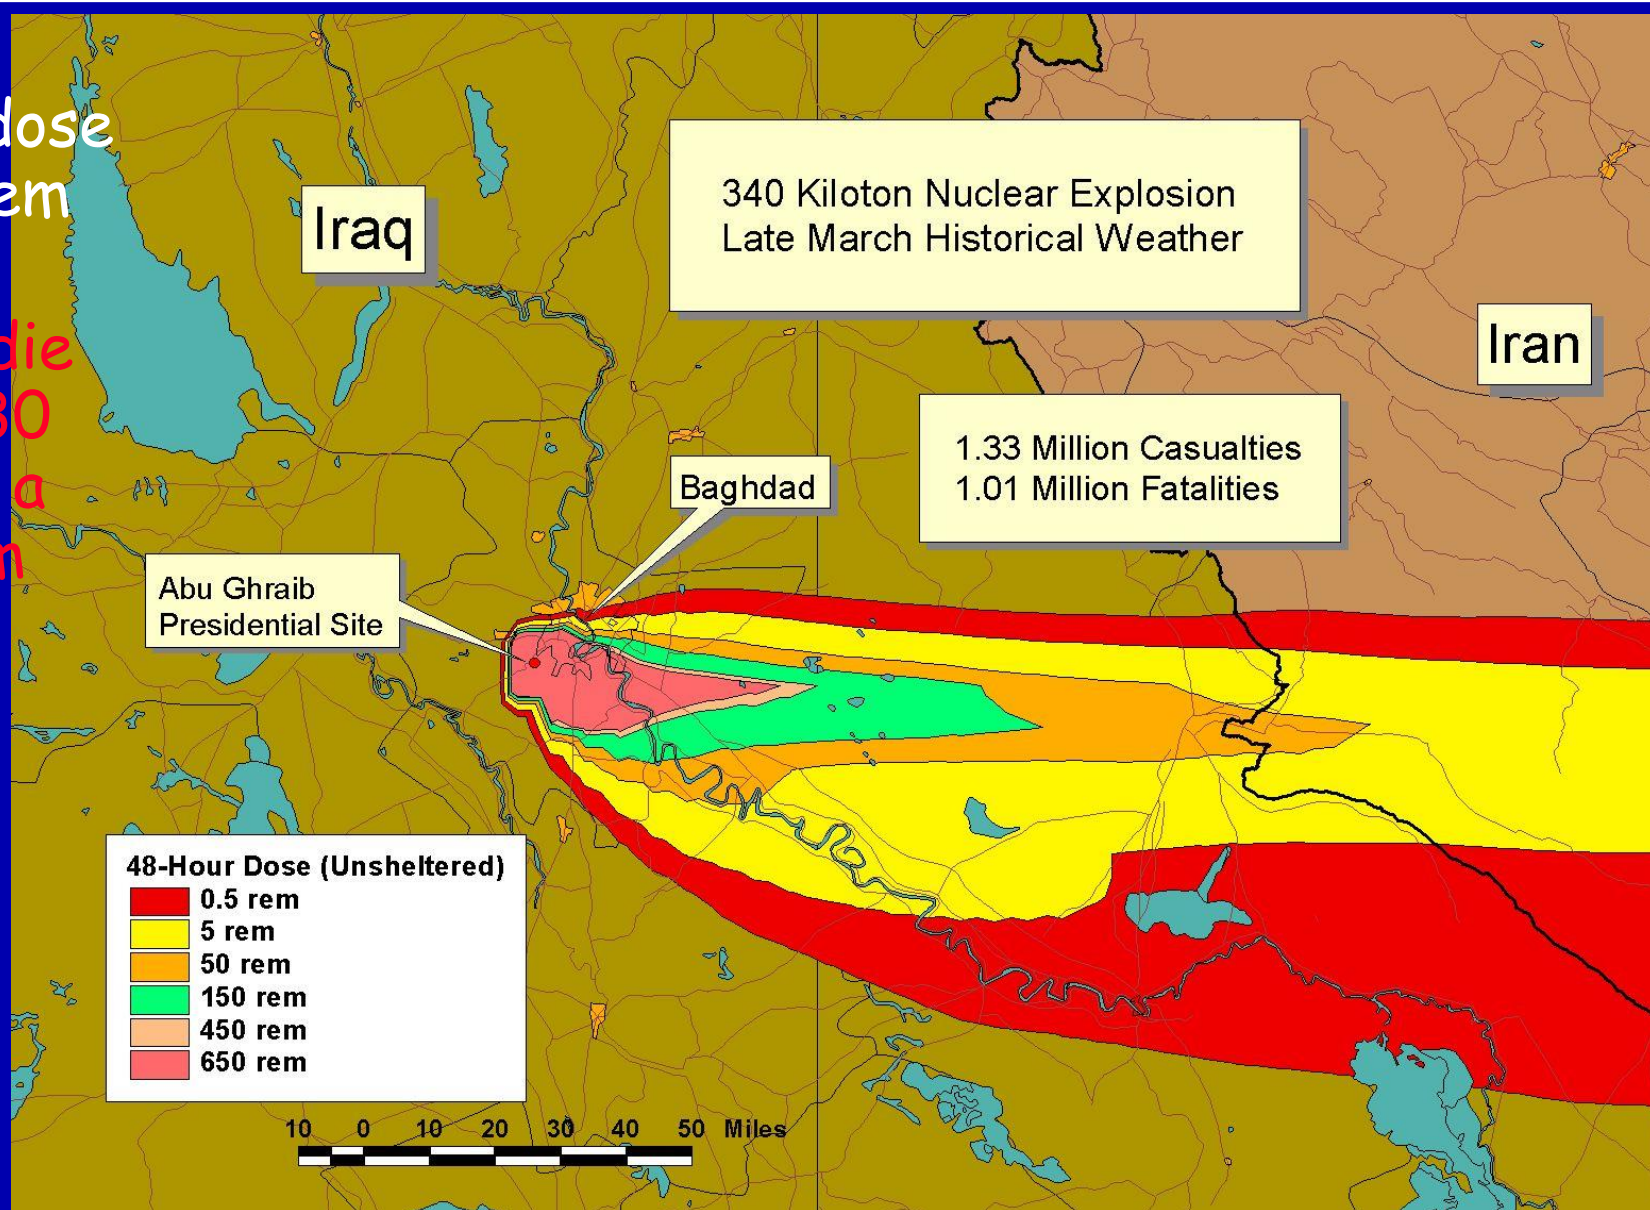 dose
em
die
30
a
n
Iraq
340 Kiloton Nuclear Explosion
Late March Historical Weather
Iran
1.33 Million Casualties
1.01 Million Fatalities
Baghdad
Abu Ghraib
Presidential Site
48-Hour Dose (Unsheltered)
0.5 rem
5 rem
50 rem
150 rem
450 rem
650 rem
10 0 10 20 30 40 50 Miles